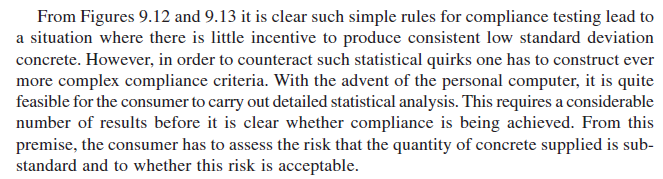 From Figures 9.12 and 9.13 it is clear such simple rules for compliance testing lead to
a situation where there is little incentive to produce consistent low standard deviation
concrete. However, in order to counteract such statistical quirks one has to construct ever
more complex compliance criteria. With the advent of the personal computer, it is quite
feasible for the consumer to carry out detailed statistical analysis. This requires a considerable
number of results before it is clear whether compliance is being achieved. From this
premise, the consumer has to assess the risk that the quantity of concrete supplied is sub-
standard and to whether this risk is acceptable.